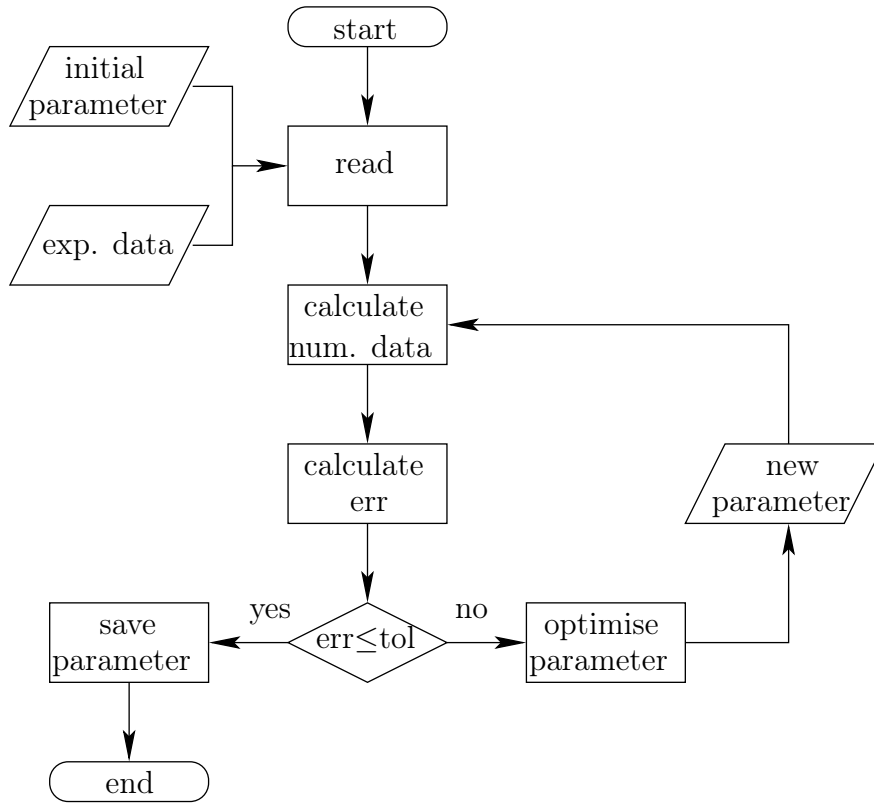 start
initial
parameter
read
exp. data
calculate
num. data
calculate
err
new
parameter
yes
no
save
parameter
err≤tol
optimise
parameter
end